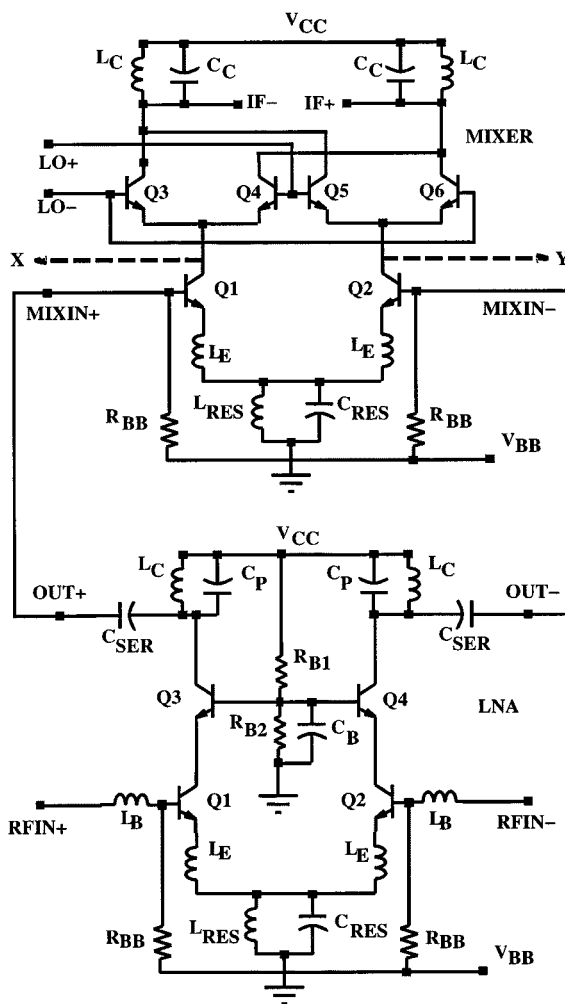 VCC
LC CC CC LC
IF− IF+
MIXER
LO+
LO−
Q3 Q4 Q5 Q6
X Y
Q1 Q2
MIXIN+ MIXIN−
LE LE
LRES CRES
RBB RBB
VBB
VCC
LC CP CP LC
OUT+ OUT−
CSER CSER
RB1
Q3 Q4
RB2 CB
LNA
Q1 Q2
RFIN+ LB LB RFIN−
LE LE
LRES CRES
RBB RBB
VBB